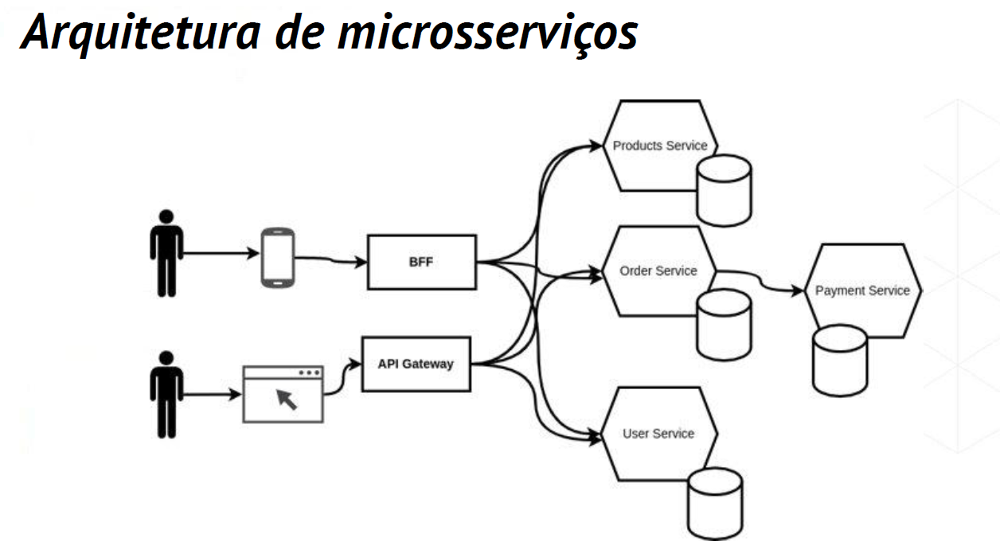 Arquitetura de microsserviços
Products Service
BFF
Order Service
Payment Service
API Gateway
User Service